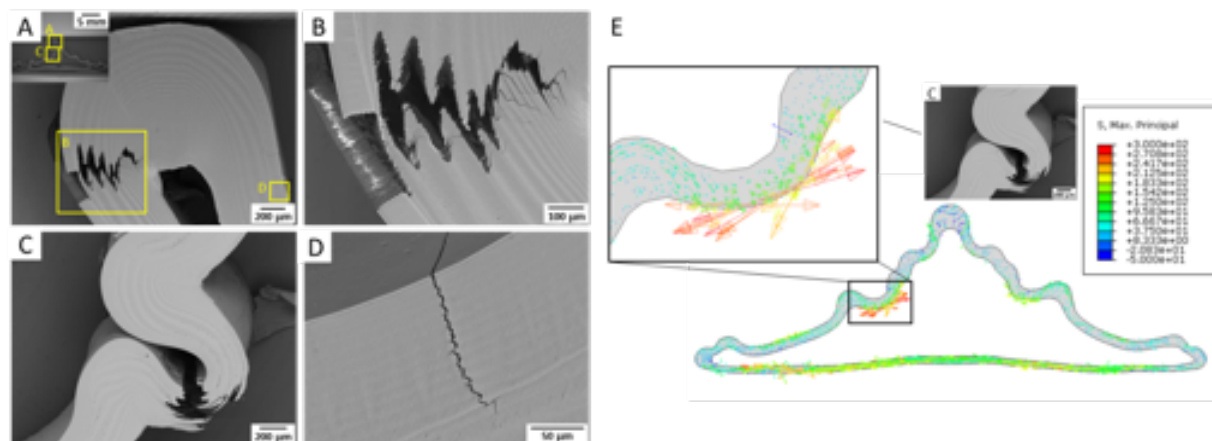 A
5 mm
A
C
B
D
200 μm
B
100 μm
C
200 μm
D
50 μm
E
C
S, Max. Principal
+3.000e+02
+2.708e+02
+2.417e+02
+2.125e+02
+1.833e+02
+1.542e+02
+1.250e+02
+9.583e+01
+6.667e+01
+3.750e+01
+8.333e+00
-2.083e+01
-5.000e+01